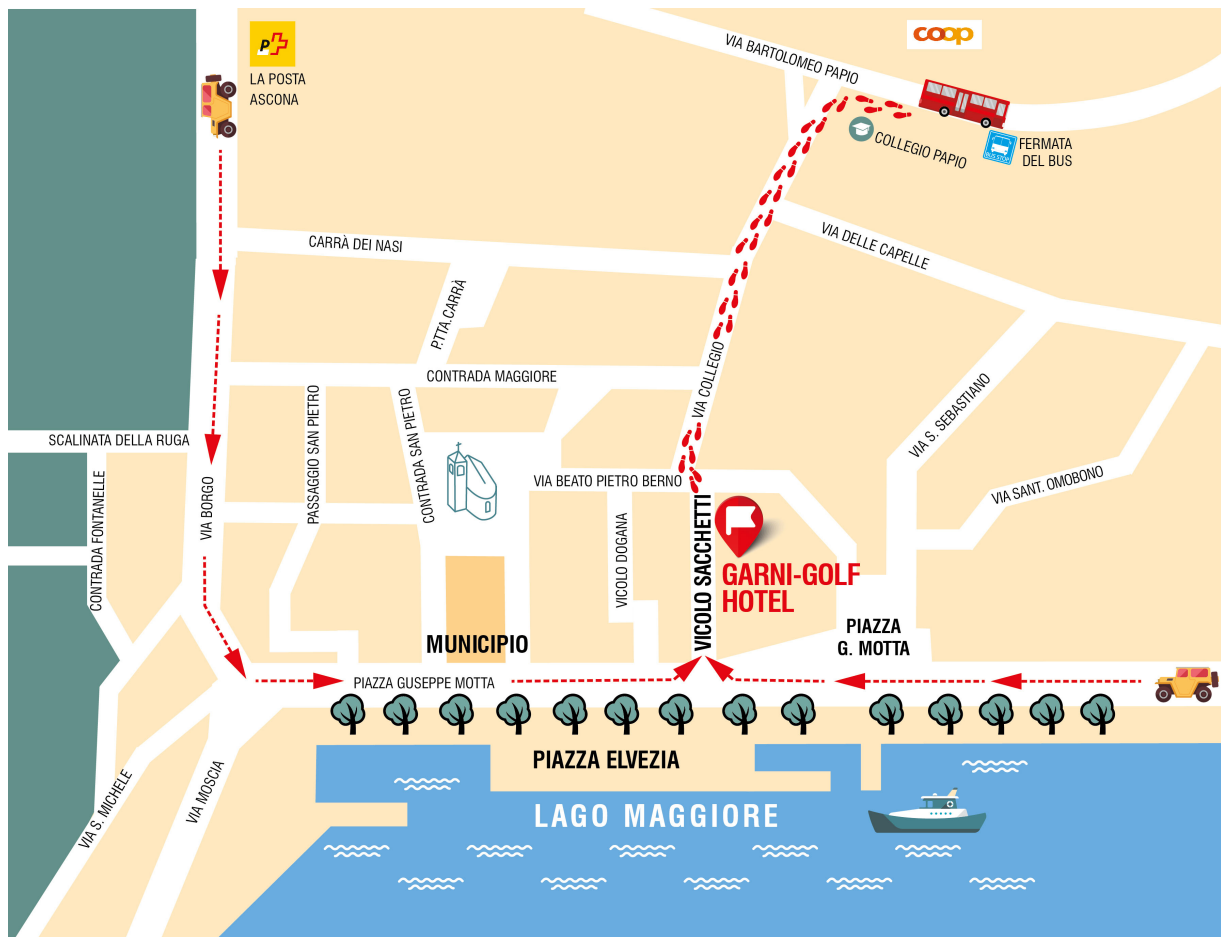 coop
VIA BARTOLOMEO PAPIO
P
LA POSTA
ASCONA
COLLEGIO PAPIO
BUS STOP
FERMATA
DEL BUS
CARRÀ DEI NASI
VIA DELLE CAPELLE
P.TTA.CARRÀ
CONTRADA MAGGIORE
VIA COLLEGIO
SCALINATA DELLA RUGA
PASSAGGIO SAN PIETRO
CONTRADA SAN PIETRO
VIA S. SEBASTIANO
VIA SANT. OMOBONO
VIA BEATO PIETRO BERNO
CONTRADA FONTANELLE
VIA BORGO
VICOLO DOGANA
VICOLO SACCHETTI
GARNI-GOLF
HOTEL
MUNICIPIO
PIAZZA
G. MOTTA
PIAZZA GUSEPPE MOTTA
PIAZZA ELVEZIA
VIA S. MICHELE
VIA MOSCIA
LAGO MAGGIORE